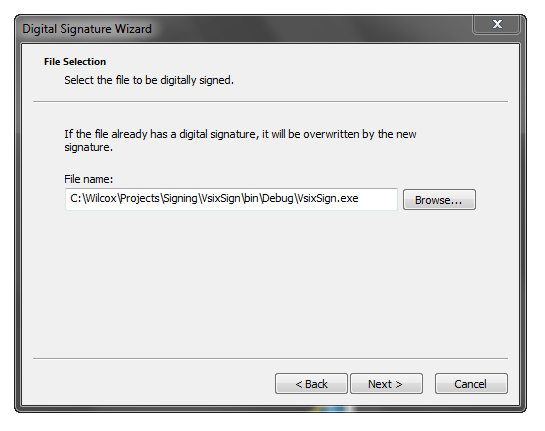 Digital Signature Wizard
File Selection
Select the file to be digitally signed.
If the file already has a digital signature, it will be overwritten by the new
signature.
File name:
C:\Wilcox\Projects\Signing\VsixSign\bin\Debug\VsixSign.exe
Browse...
< Back
Next >
Cancel